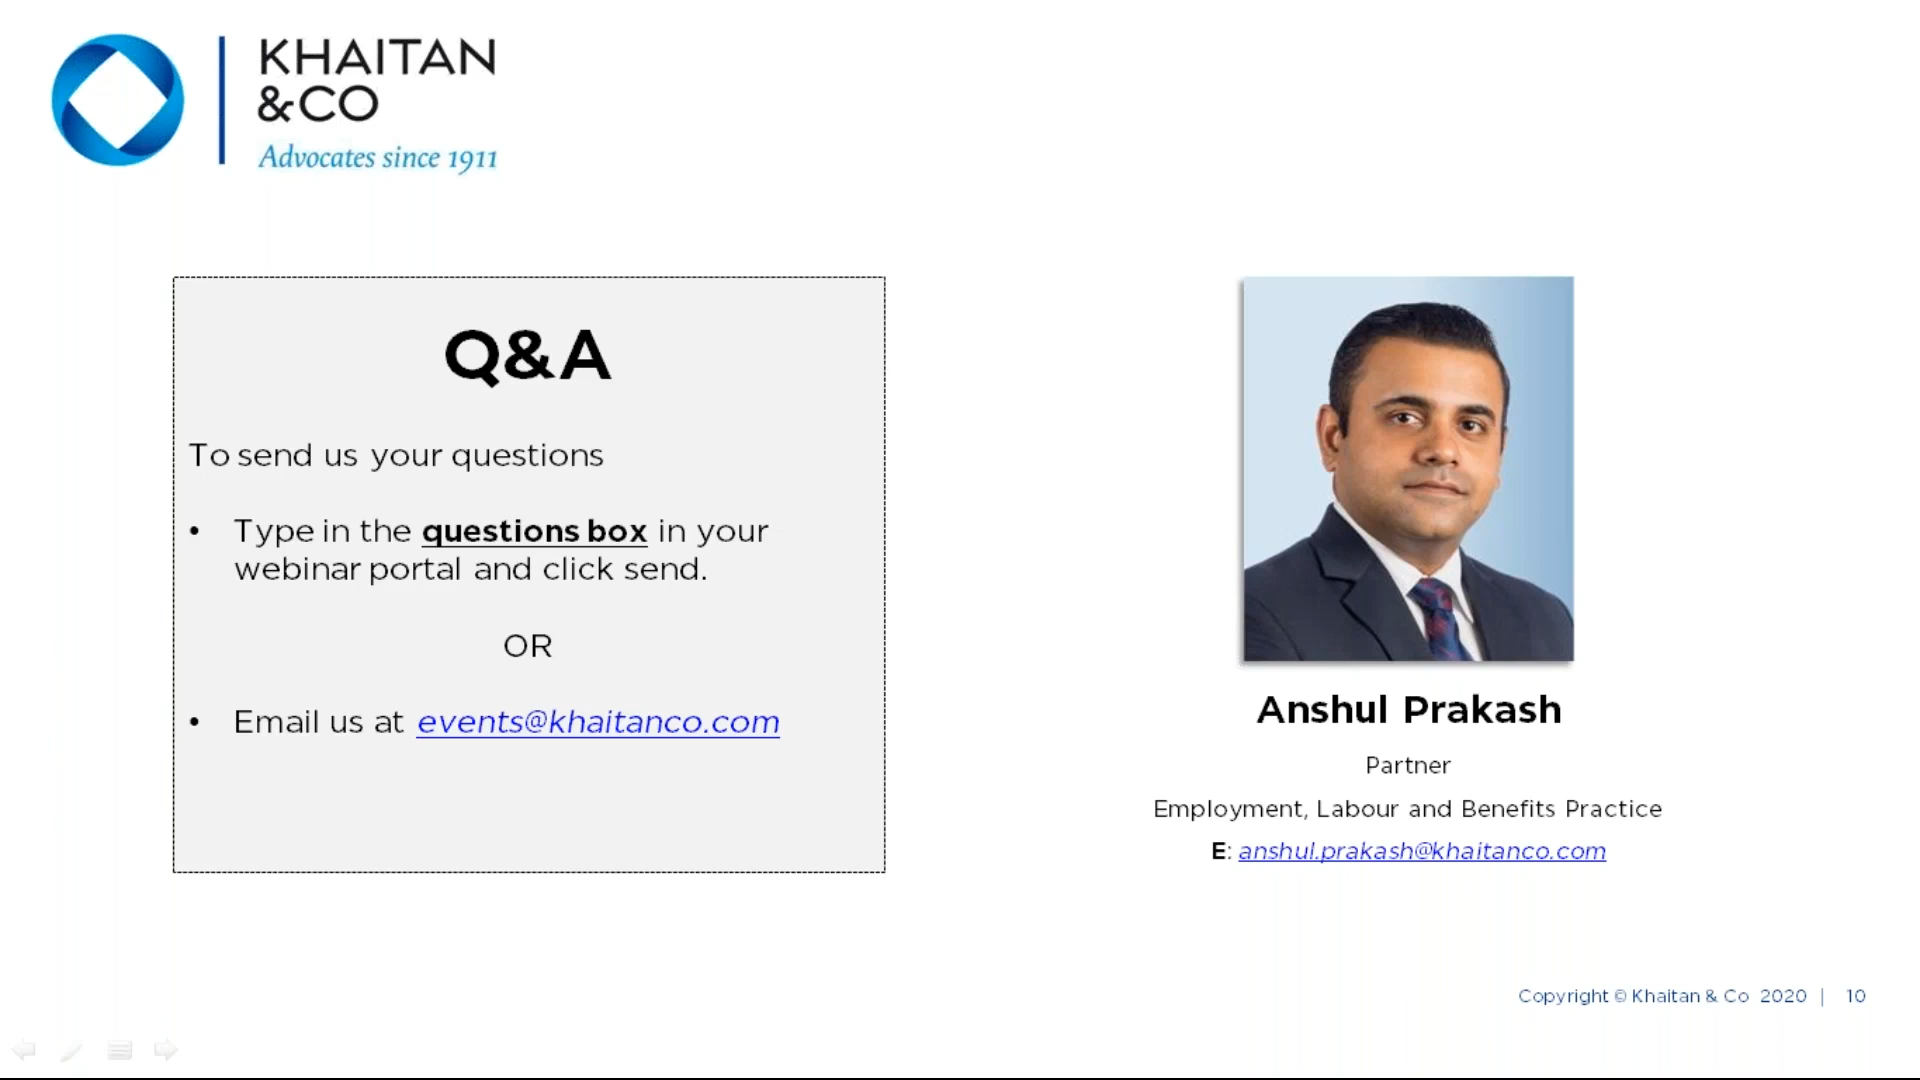 KHAITAN
&CO
Advocates since 1911
Q&A
To send us your questions
• Type in the questions box in your
webinar portal and click send.
OR
• Email us at events@khaitanco.com
Anshul Prakash
Partner
Employment, Labour and Benefits Practice
E: anshul.prakash@khaitanco.com
Copyright © Khaitan & Co 2020 | 10